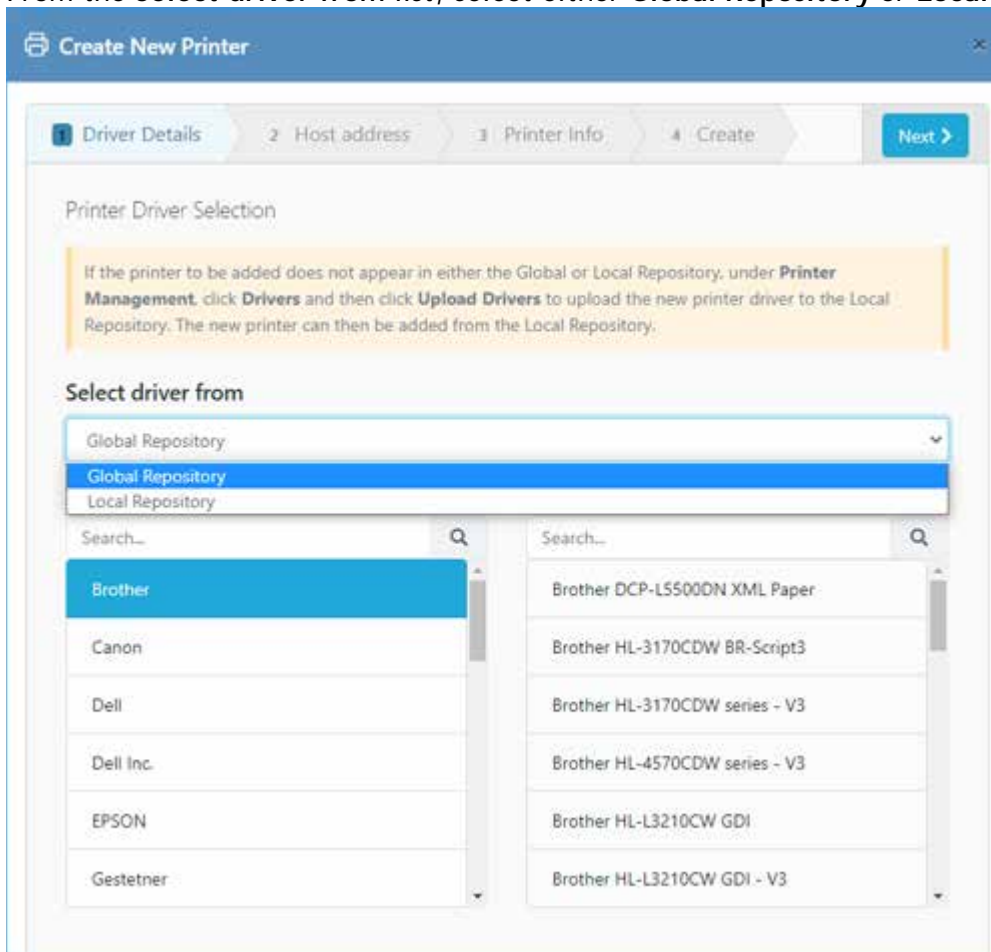 From the select driver from list, select either Global Repository or Local
Create New Printer ×
1 Driver Details 2 Host address 3 Printer Info 4 Create Next >
Printer Driver Selection
If the printer to be added does not appear in either the Global or Local Repository, under Printer
Management, click Drivers and then click Upload Drivers to upload the new printer driver to the Local
Repository. The new printer can then be added from the Local Repository.
Select driver from
Global Repository
Global Repository
Local Repository
Search... Search...
Brother Brother DCP-L5500DN XML Paper
Canon Brother HL-3170CDW BR-Script3
Dell Brother HL-3170CDW series - V3
Dell Inc. Brother HL-4570CDW series - V3
EPSON Brother HL-L3210CW GDI
Gestetner Brother HL-L3210CW GDI - V3